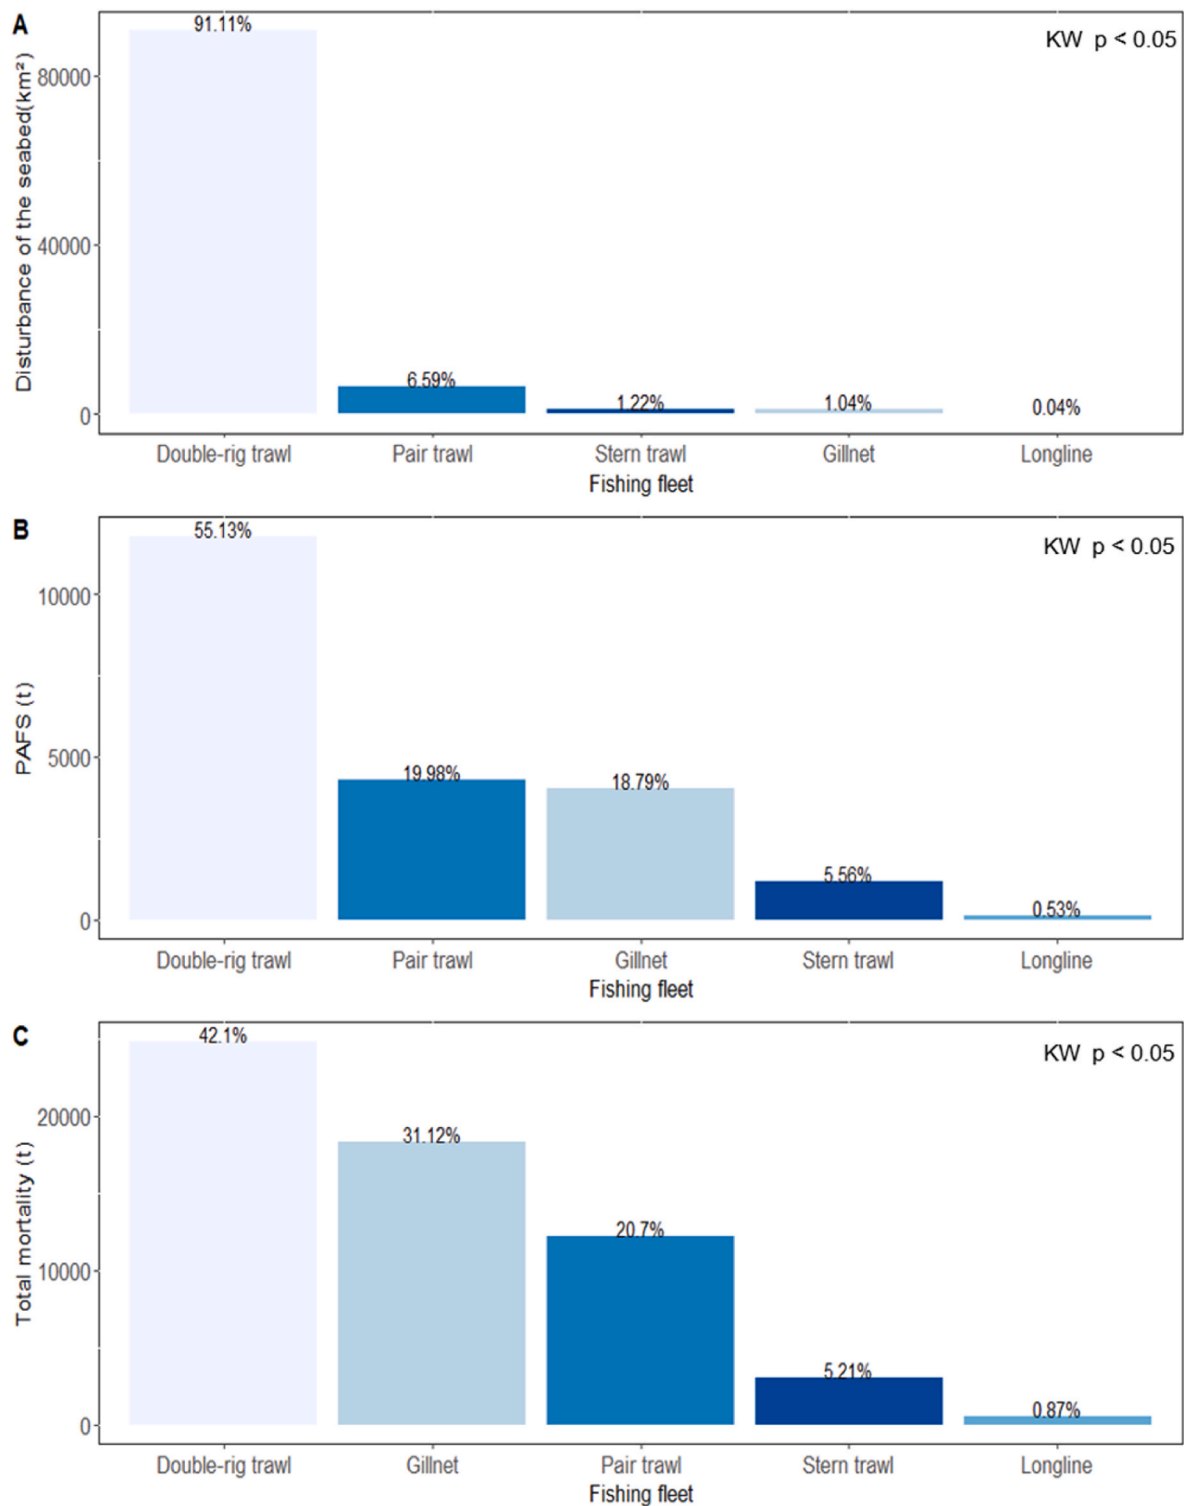 A
91.11%
KW p < 0.05
Disturbance of the seabed(km²)
80000
40000
0
6.59%
1.22%
1.04%
0.04%
Double-rig trawl Pair trawl Stern trawl Gillnet Longline
Fishing fleet
B
55.13%
KW p < 0.05
PAFS (t)
10000
5000
0
19.98%
18.79%
5.56%
0.53%
Double-rig trawl Pair trawl Gillnet Stern trawl Longline
Fishing fleet
C
42.1%
KW p < 0.05
Total mortality (t)
20000
10000
0
31.12%
20.7%
5.21%
0.87%
Double-rig trawl Gillnet Pair trawl Stern trawl Longline
Fishing fleet